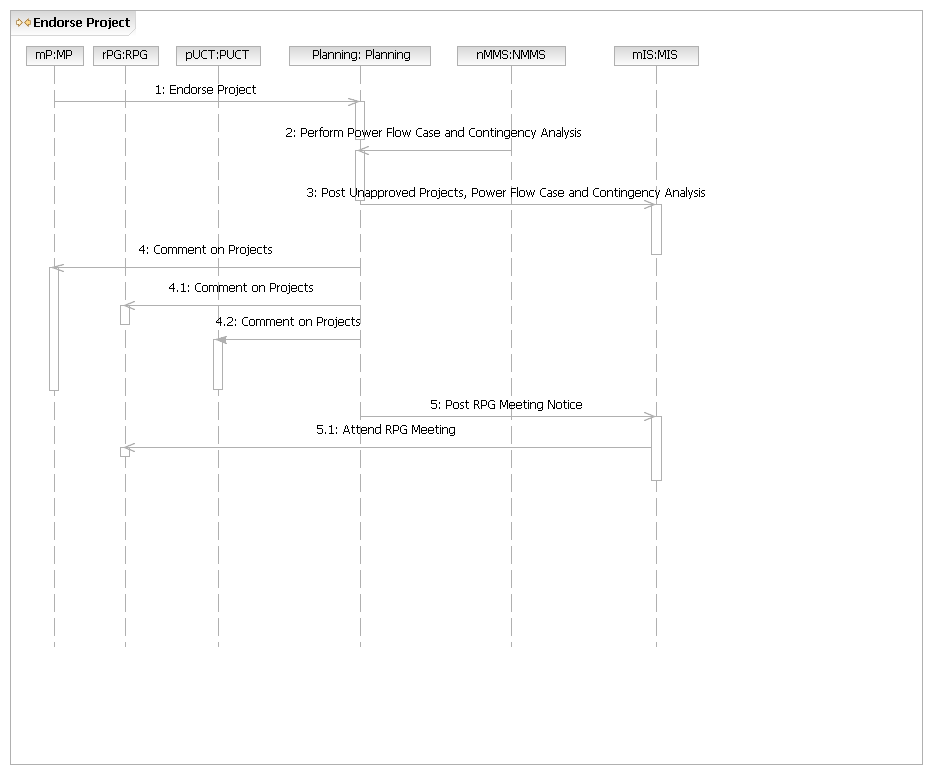 Endorse Project
mP:MP rPG:RPG pUCT:PUCT Planning: Planning nMMS:NMMS mIS:MIS
1: Endorse Project
2: Perform Power Flow Case and Contingency Analysis
3: Post Unapproved Projects, Power Flow Case and Contingency Analysis
4: Comment on Projects
4.1: Comment on Projects
4.2: Comment on Projects
5: Post RPG Meeting Notice
5.1: Attend RPG Meeting